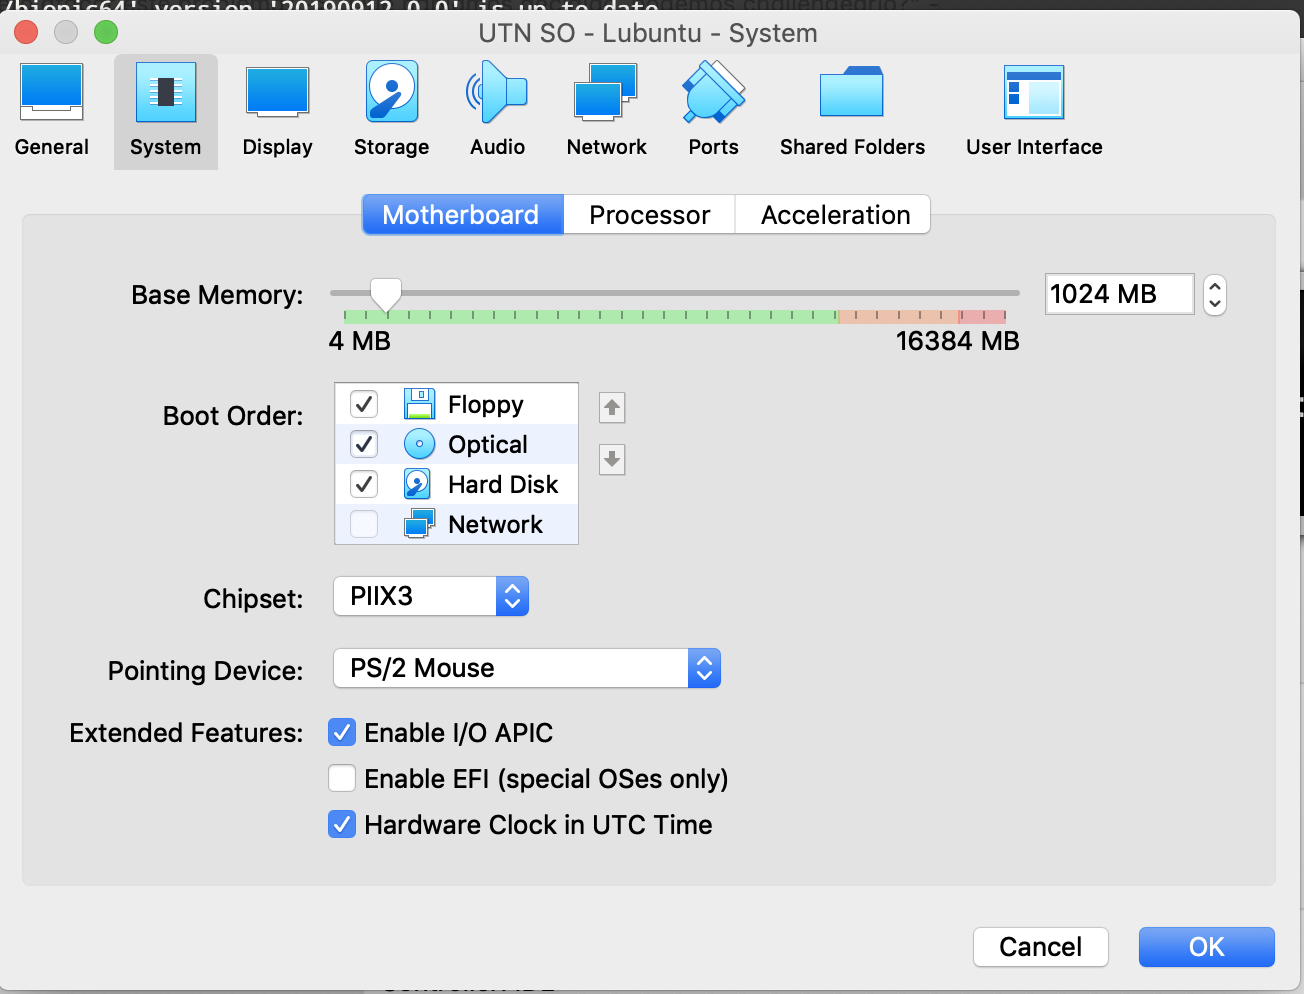 /bionic64' version '20190912.0.0' is up to date
UTN SO - Lubuntu - System
General
System
Display
Storage
Audio
Network
Ports
Shared Folders
User Interface
Motherboard
Processor
Acceleration
Base Memory:
1024 MB
4 MB
16384 MB
Boot Order:
Floppy
Optical
Hard Disk
Network
Chipset:
PIIX3
Pointing Device:
PS/2 Mouse
Extended Features:
Enable I/O APIC
Enable EFI (special OSes only)
Hardware Clock in UTC Time
Cancel
OK